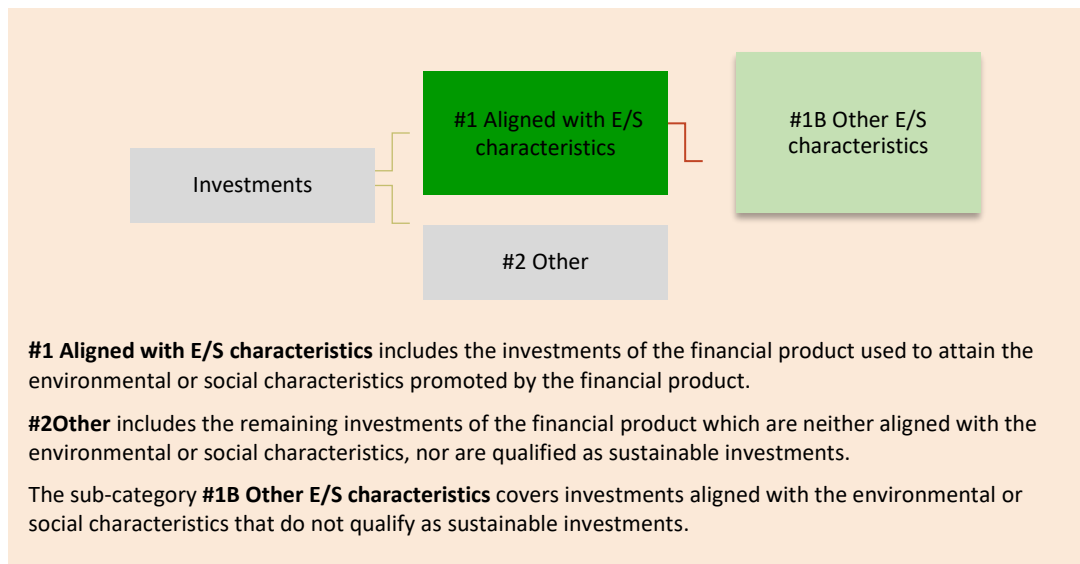 #1 Aligned with E/S
characteristics
#1B Other E/S
characteristics
Investments
#2 Other
#1 Aligned with E/S characteristics includes the investments of the financial product used to attain the
environmental or social characteristics promoted by the financial product.
#2Other includes the remaining investments of the financial product which are neither aligned with the
environmental or social characteristics, nor are qualified as sustainable investments.
The sub-category #1B Other E/S characteristics covers investments aligned with the environmental or
social characteristics that do not qualify as sustainable investments.